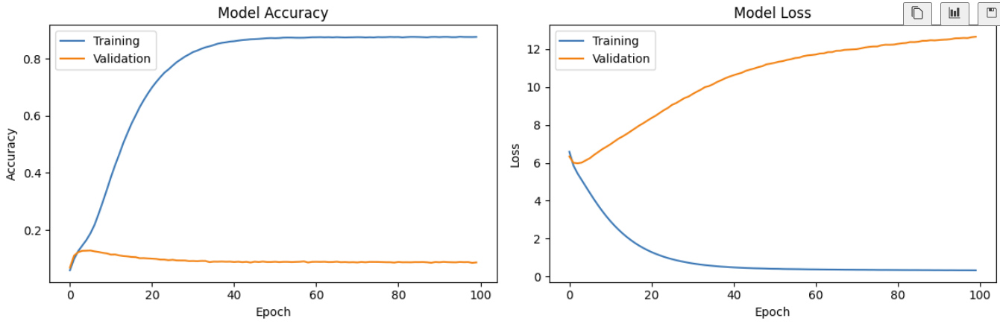 Model Accuracy
Training
Validation
0.8
0.6
0.4
0.2
Accuracy
0 20 40 60 80 100
Epoch
Model Loss
Training
Validation
12
10
8
6
4
2
0
Loss
0 20 40 60 80 100
Epoch